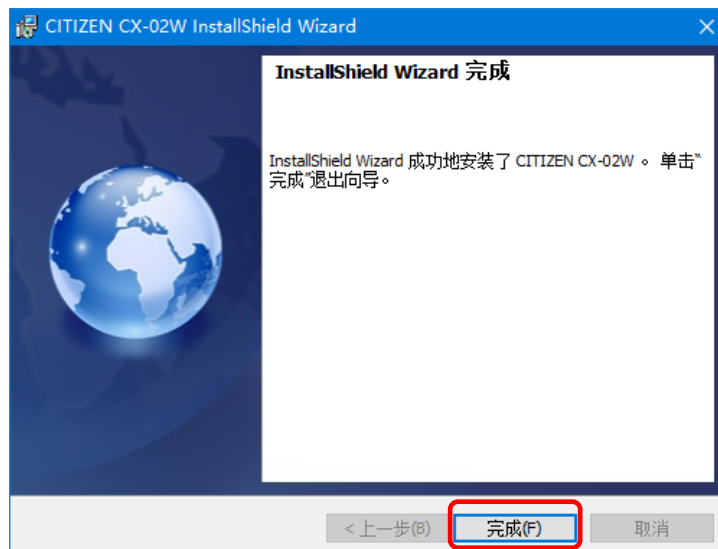 CITIZEN CX-02W InstallShield Wizard
InstallShield Wizard 完成
InstallShield Wizard 成功地安装了 CITIZEN CX-02W 。 单击“
完成”退出向导。
<上一步(B)
完成(F)
取消